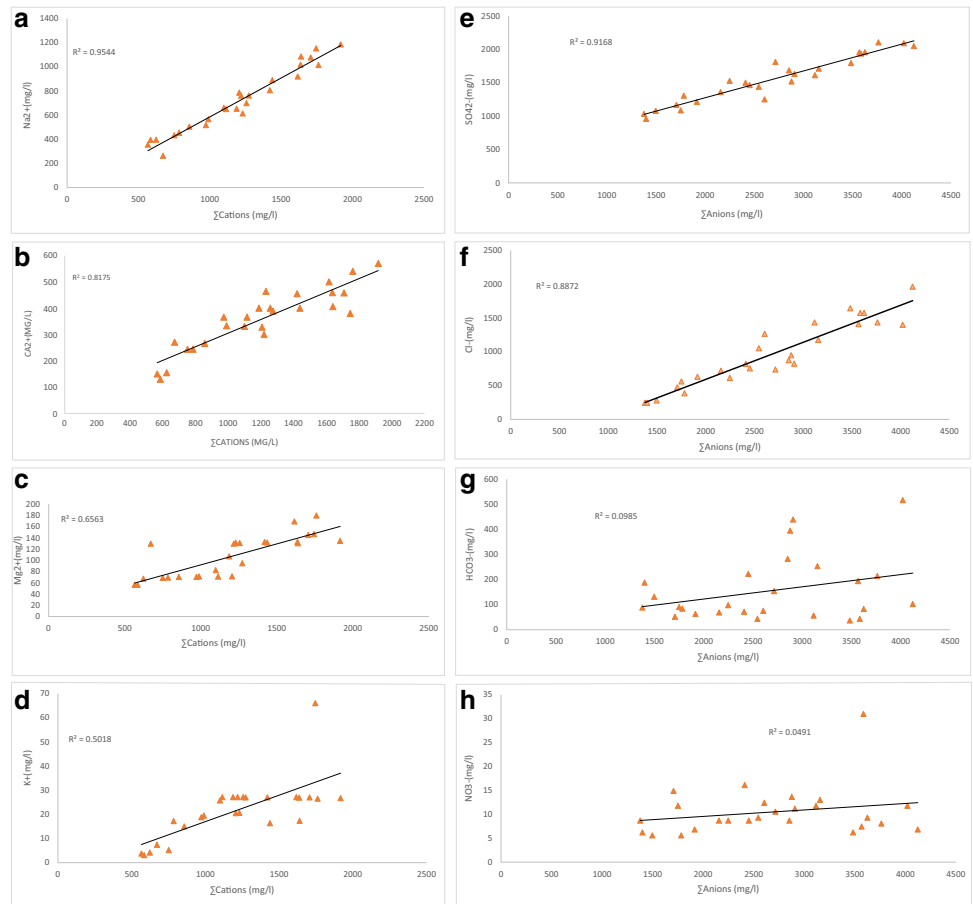 a
R² = 0.9544
Na2+(mg/l)
1400
1200
1000
800
600
400
200
0
0 500 1000 1500 2000 2500
∑Cations (mg/l)
b
R² = 0.8175
CA2+(MG/L)
600
500
400
300
200
100
0
0 200 400 600 800 1000 1200 1400 1600 1800 2000 2200
∑CATIONS (MG/L)
c
R² = 0.6563
Mg2+(mg/l)
200
180
160
140
120
100
80
60
40
20
0
0 500 1000 1500 2000 2500
∑Cations (mg/l)
d
R² = 0.5018
K+(mg/l)
70
60
50
40
30
20
10
0
0 500 1000 1500 2000 2500
∑Cations (mg/l)
e
R² = 0.9168
SO42-(mg/l)
2500
2000
1500
1000
500
0
0 500 1000 1500 2000 2500 3000 3500 4000 4500
∑Anions (mg/l)
f
R² = 0.8872
Cl-(mg/l)
2500
2000
1500
1000
500
0
0 500 1000 1500 2000 2500 3000 3500 4000 4500
∑Anions (mg/l)
g
R² = 0.0985
HCO3-(mg/l)
600
500
400
300
200
100
0
0 500 1000 1500 2000 2500 3000 3500 4000 4500
∑Anions (mg/l)
h
R² = 0.0491
NO3-(mg/l)
35
30
25
20
15
10
5
0
0 500 1000 1500 2000 2500 3000 3500 4000 4500
∑Anions (mg/l)